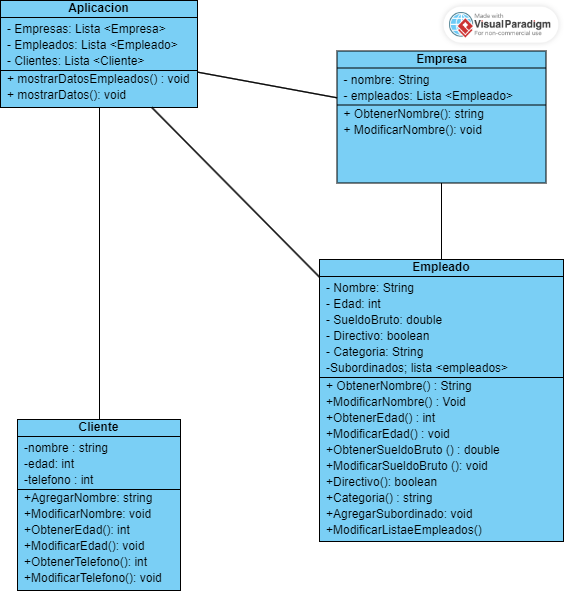 Aplicacion
- Empresas: Lista <Empresa>
- Empleados: Lista <Empleado>
- Clientes: Lista <Cliente>
+ mostrarDatosEmpleados() : void
+ mostrarDatos(): void
Made with
Visual Paradigm
For non-commercial use
Empresa
- nombre: String
- empleados: Lista <Empleado>
+ ObtenerNombre(): string
+ ModificarNombre(): void
Empleado
- Nombre: String
- Edad: int
- SueldoBruto: double
- Directivo: boolean
- Categoria: String
-Subordinados; lista <empleados>
+ ObtenerNombre() : String
+ModificarNombre() : Void
+ObtenerEdad() : int
+ModificarEdad() : void
+ObtenerSueldoBruto () : double
+ModificarSueldoBruto (): void
+Directivo(): boolean
+Categoria() : string
+AgregarSubordinado: void
+ModificarListaeEmpleados()
Cliente
-nombre : string
-edad: int
-telefono : int
+AgregarNombre: string
+ModificarNombre: void
+ObtenerEdad(): int
+ModificarEdad(): void
+ObtenerTelefono(): int
+ModificarTelefono(): void